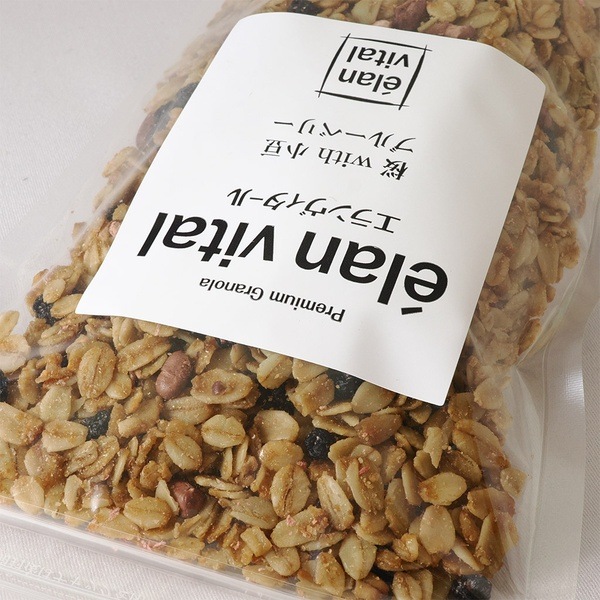 Premium Granola
élan vital
エランヴィタール
桜 with 小豆
ブルーベリー
élan
vital